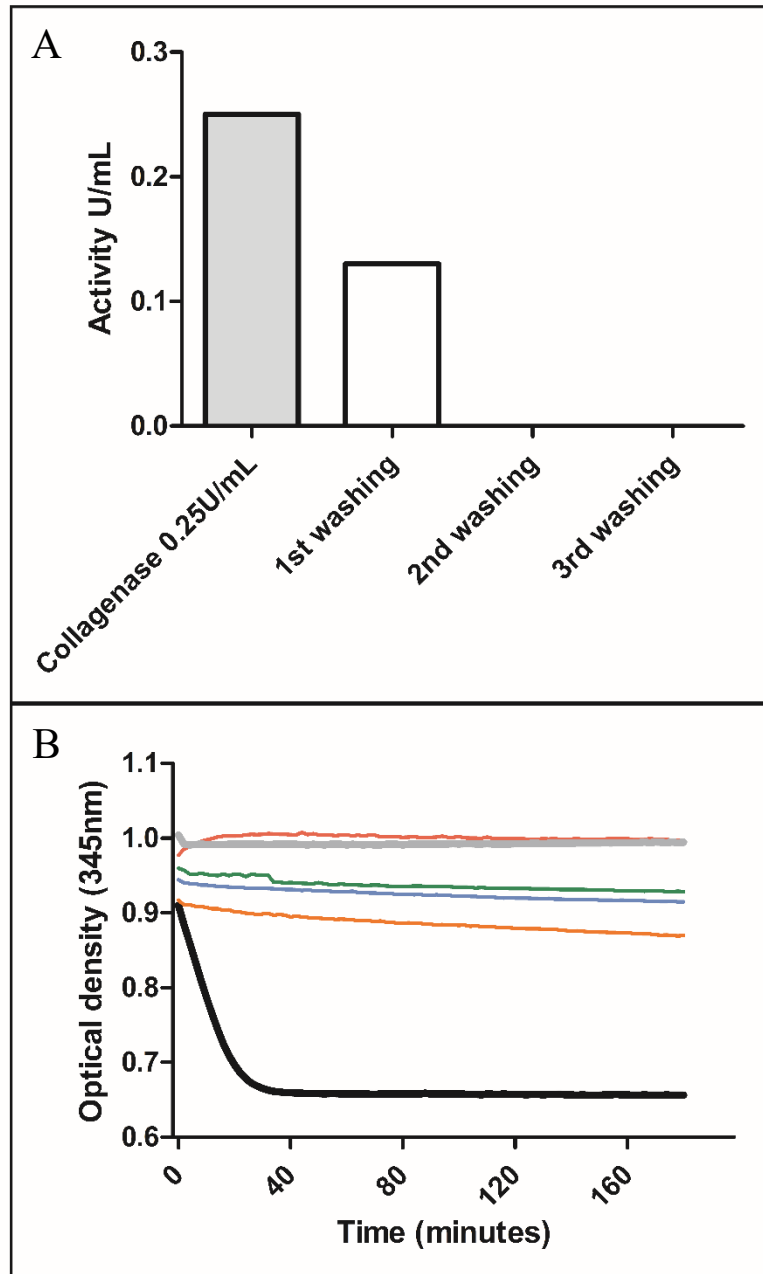 A
Activity U/mL
0.3
0.2
0.1
0.0
Collagenase 0.25U/mL
1st washing
2nd washing
3rd washing
B
Optical density (345nm)
1.1
1.0
0.9
0.8
0.7
0.6
0
40
80
120
160
Time (minutes)